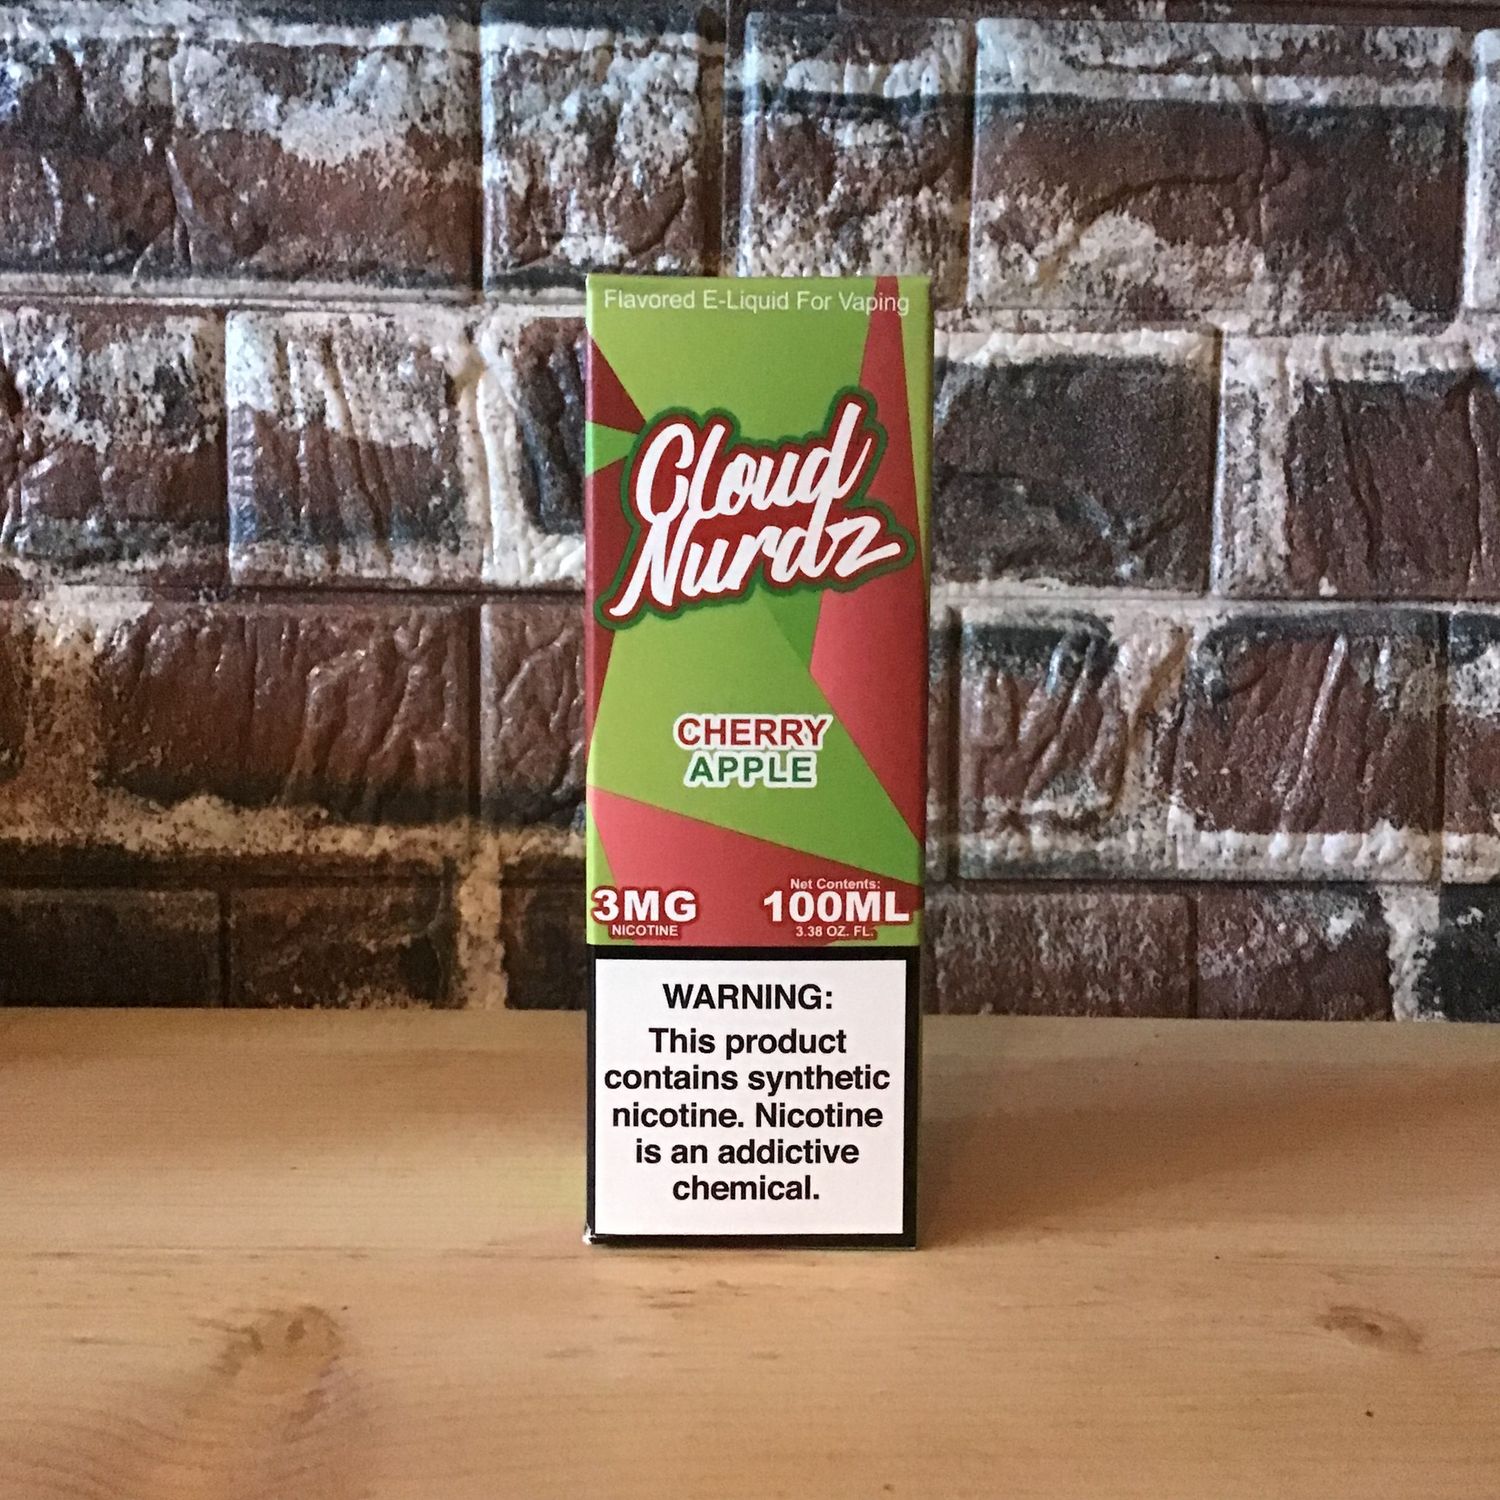 Flavored E-Liquid For Vaping
Cloud
Nurdz
CHERRY
APPLE
3MG
NICOTINE
Net Contents:
100ML
3.38 OZ. FL.
WARNING:
This product
contains synthetic
nicotine. Nicotine
is an addictive
chemical.